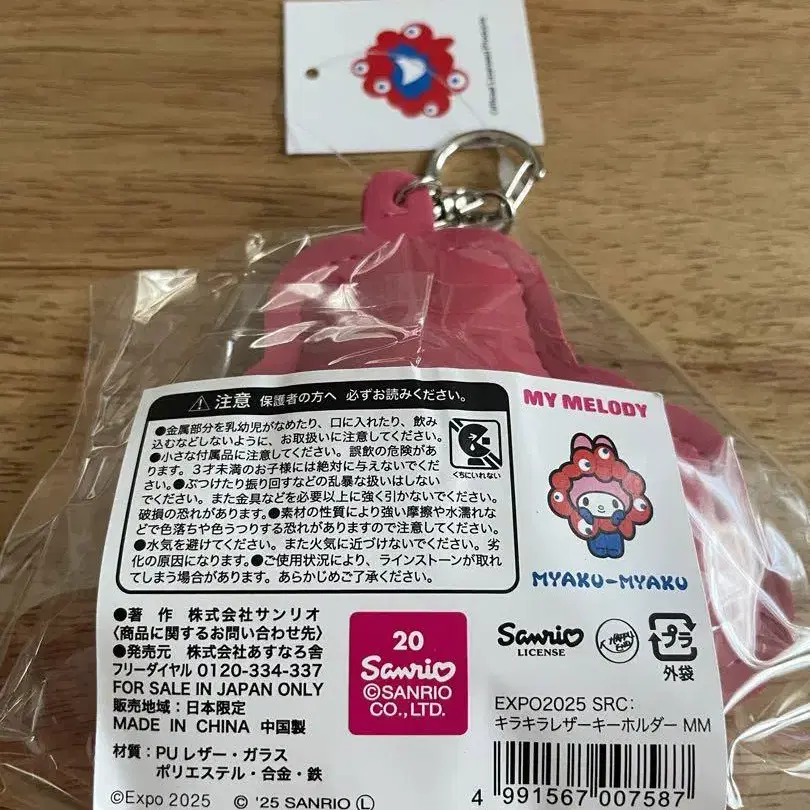 Official Licensed Product
⚠ 注意 保護者の方へ 必ずお読みください。
●金属部分を乳幼児がなめたり、口に入れたり、飲み
込むなどしないように、お取扱いに注意してください。
●小さな付属品に注意してください。誤飲の危険があ
ります。3才未満のお子様には絶対に与えないでくだ
さい。●ぶつけたり振り回すなどの乱暴な扱いはしない
でください。また金具などを必要以上に強く引かないでください。
破損の恐れがあります。●素材の性質により強い摩擦や水濡れな
どで色落ちや色うつりする恐れがありますので注意してください。
●水気を避けてください。また火気に近づけないでください。劣
化の原因になります。●ご使用状況により、ラインストーンが取れ
てしまう場合があります。あらかじめご了承ください。
くちにいれない
MY MELODY
MYAKU-MYAKU
●著 作 株式会社サンリオ
〈商品に関するお問い合わせ先〉
●発売元 株式会社あすなろ舎
フリーダイヤル 0120-334-337
FOR SALE IN JAPAN ONLY
販売地域：日本限定
MADE IN CHINA 中国製
材質：PU レザー・ガラス
ポリエステル・合金・鉄
©Expo 2025 © '25 SANRIO Ⓛ
20
Sanrio
©SANRIO
CO.,LTD.
Sanrio
LICENSE
プラ
外袋
EXPO2025 SRC:
キラキラレザーキーホルダー MM
4 991567 007587